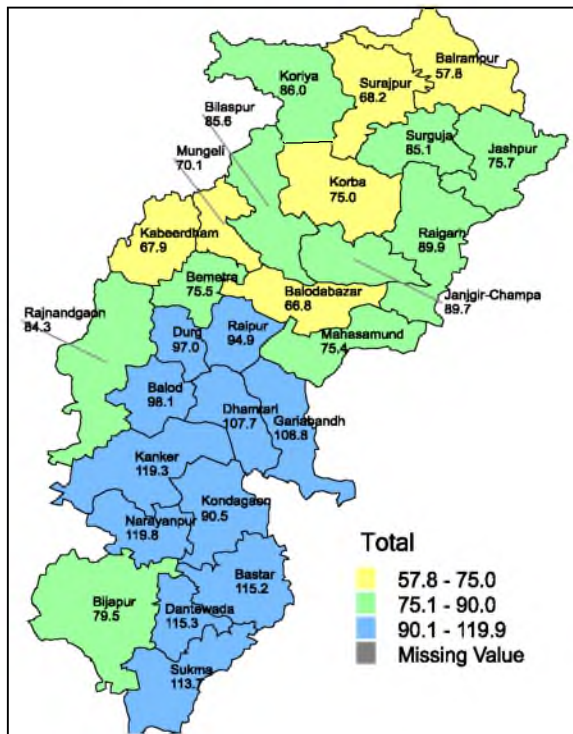 Koriya
86.0
Surajpur
68.2
Balrampur
57.8
Bilaspur
85.6
Surguja
85.1
Jashpur
75.7
Mungeli
70.1
Korba
75.0
Kabeerdham
67.9
Raigarh
89.9
Bemetra
75.5
Balodabazar
66.8
Janjgir-Champa
89.7
Rajnandgaon
84.3
Durg
97.0
Raipur
94.9
Mahasamund
75.4
Balod
98.1
Dhamtari
107.7
Gariabandh
108.8
Kanker
119.3
Kondagaon
90.5
Narayanpur
119.8
Bastar
115.2
Bijapur
79.5
Dantewada
115.3
Sukma
113.7
Total
57.8 - 75.0
75.1 - 90.0
90.1 - 119.9
Missing Value